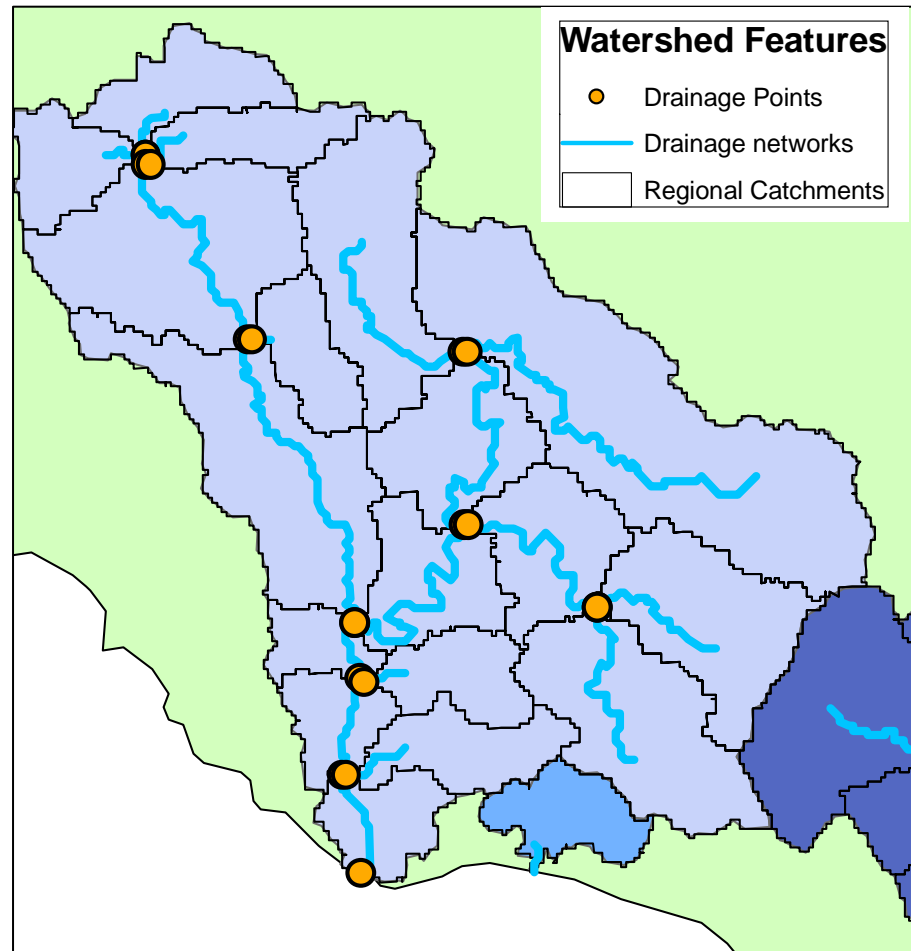 Watershed Features
Drainage Points
Drainage networks
Regional Catchments